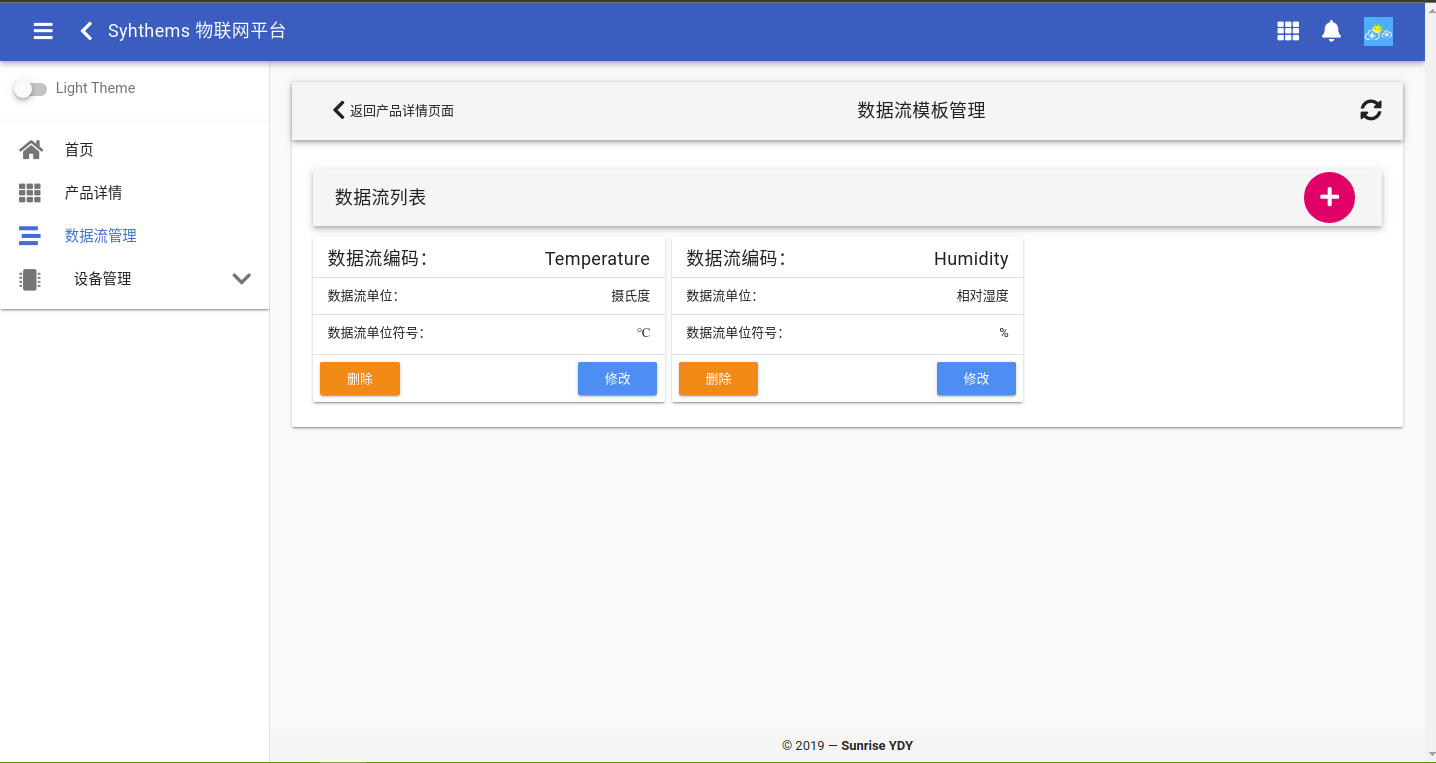 Syhthems 物联网平台
Light Theme
首页
产品详情
数据流管理
设备管理
返回产品详情页面
数据流模板管理
数据流列表
数据流编码： Temperature
数据流单位： 摄氏度
数据流单位符号： ℃
删除 修改
数据流编码： Humidity
数据流单位： 相对湿度
数据流单位符号： %
删除 修改
© 2019 — Sunrise YDY